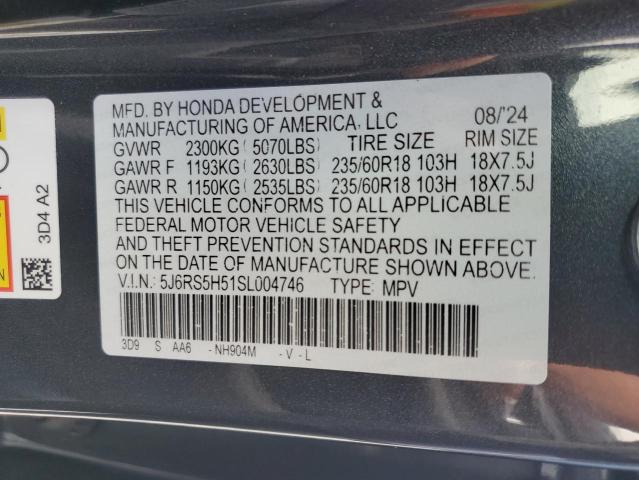 MFD. BY HONDA DEVELOPMENT &
MANUFACTURING OF AMERICA, LLC 08/'24
GVWR 2300KG ( 5070LBS) TIRE SIZE RIM SIZE
GAWR F 1193KG ( 2630LBS) 235/60R18 103H 18X7.5J
GAWR R 1150KG ( 2535LBS) 235/60R18 103H 18X7.5J
THIS VEHICLE CONFORMS TO ALL APPLICABLE
FEDERAL MOTOR VEHICLE SAFETY
AND THEFT PREVENTION STANDARDS IN EFFECT
ON THE DATE OF MANUFACTURE SHOWN ABOVE.
V.I.N.: 5J6RS5H51SL004746 TYPE: MPV
3D9 S AA6 - NH904M - V - L
3D4 A2